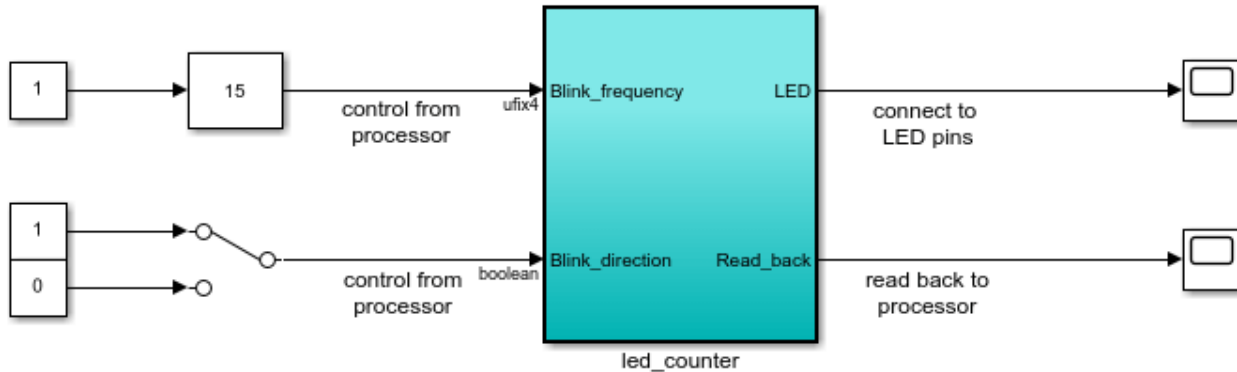 1
15
control from
processor
ufix4
Blink_frequency
LED
connect to
LED pins
1
0
control from
processor
boolean
Blink_direction
Read_back
read back to
processor
led_counter